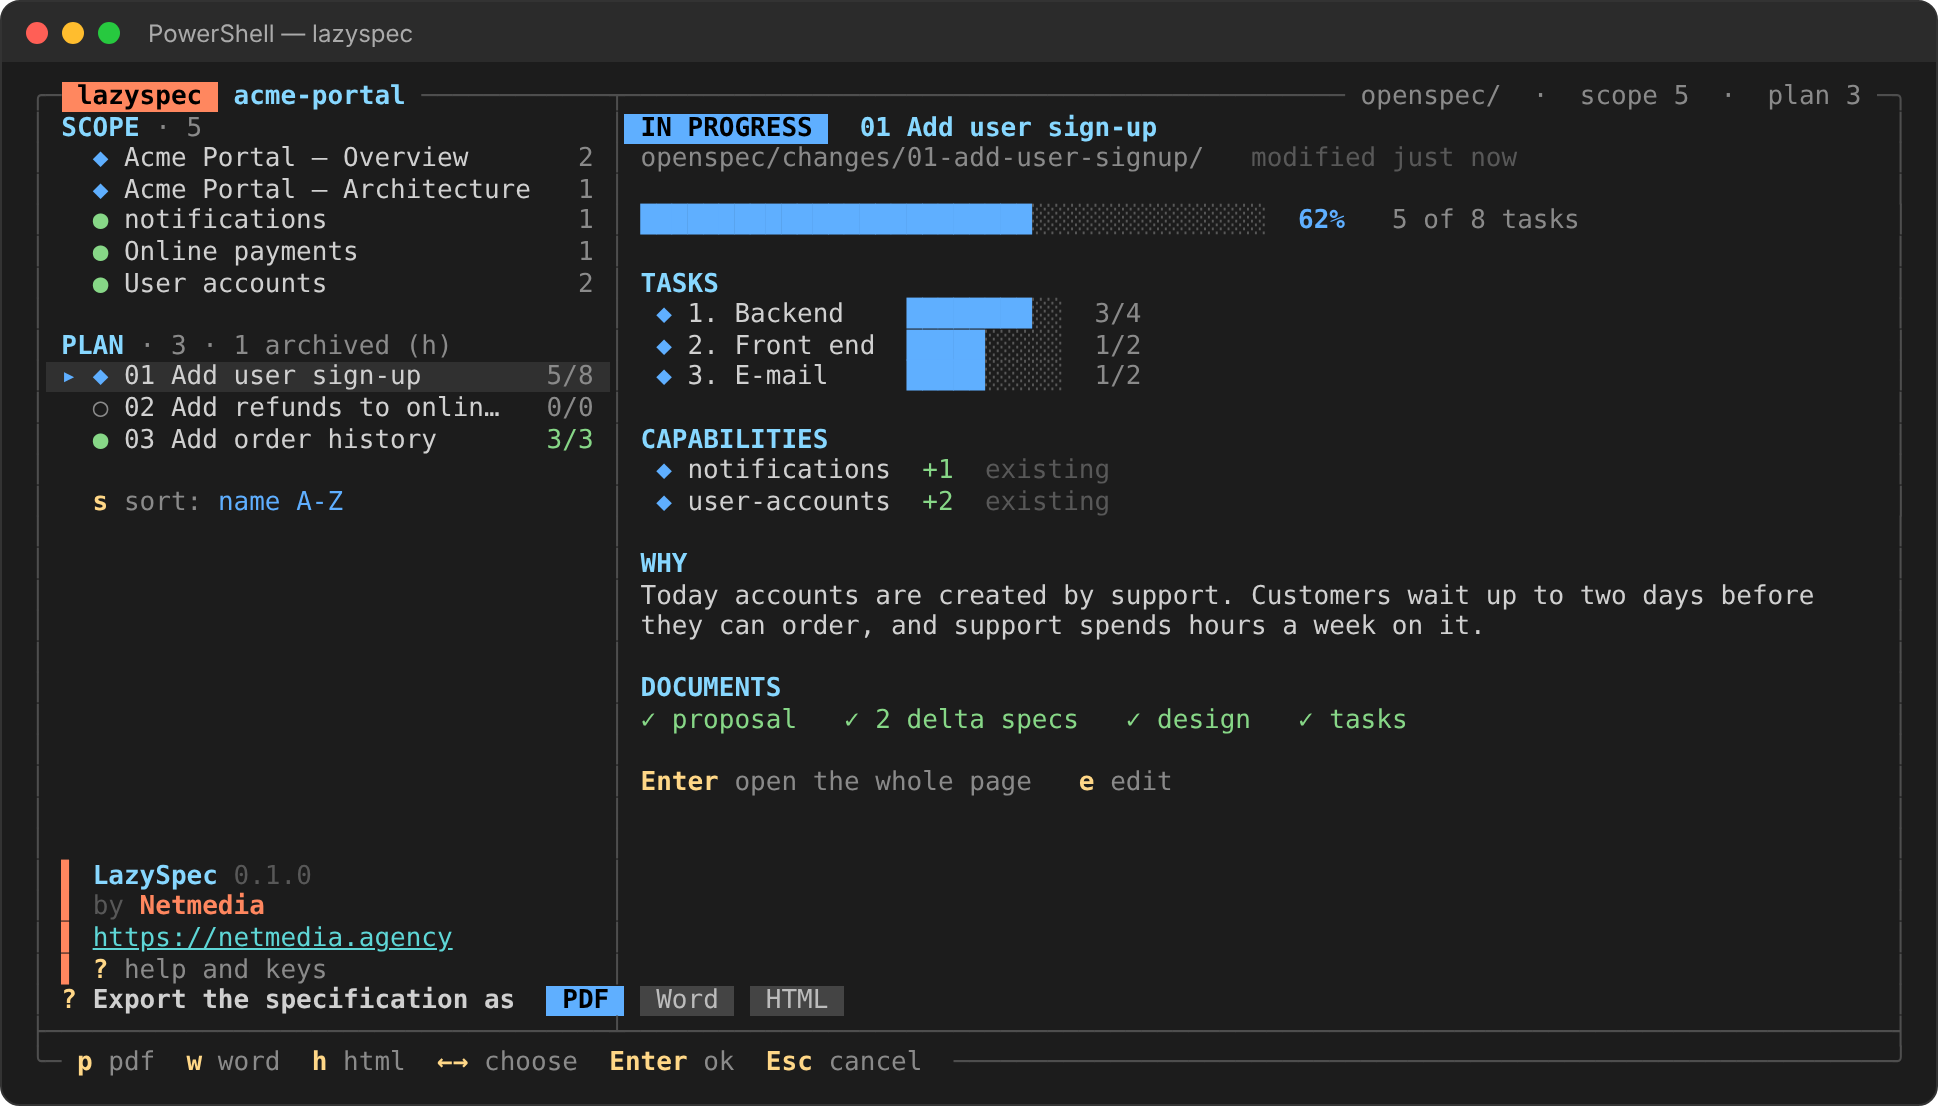 PowerShell — lazyspec
lazyspec acme-portal openspec/ · scope 5 · plan 3
SCOPE · 5
◆ Acme Portal — Overview 2
◆ Acme Portal — Architecture 1
● notifications 1
● Online payments 1
● User accounts 2
PLAN · 3 · 1 archived (h)
▸ ◆ 01 Add user sign-up 5/8
○ 02 Add refunds to onlin… 0/0
● 03 Add order history 3/3
s sort: name A-Z
LazySpec 0.1.0
by Netmedia
https://netmedia.agency
? help and keys
IN PROGRESS 01 Add user sign-up
openspec/changes/01-add-user-signup/ modified just now
62% 5 of 8 tasks
TASKS
◆ 1. Backend 3/4
◆ 2. Front end 1/2
◆ 3. E-mail 1/2
CAPABILITIES
◆ notifications +1 existing
◆ user-accounts +2 existing
WHY
Today accounts are created by support. Customers wait up to two days before
they can order, and support spends hours a week on it.
DOCUMENTS
✓ proposal ✓ 2 delta specs ✓ design ✓ tasks
Enter open the whole page e edit
? Export the specification as PDF Word HTML
p pdf w word h html ←→ choose Enter ok Esc cancel